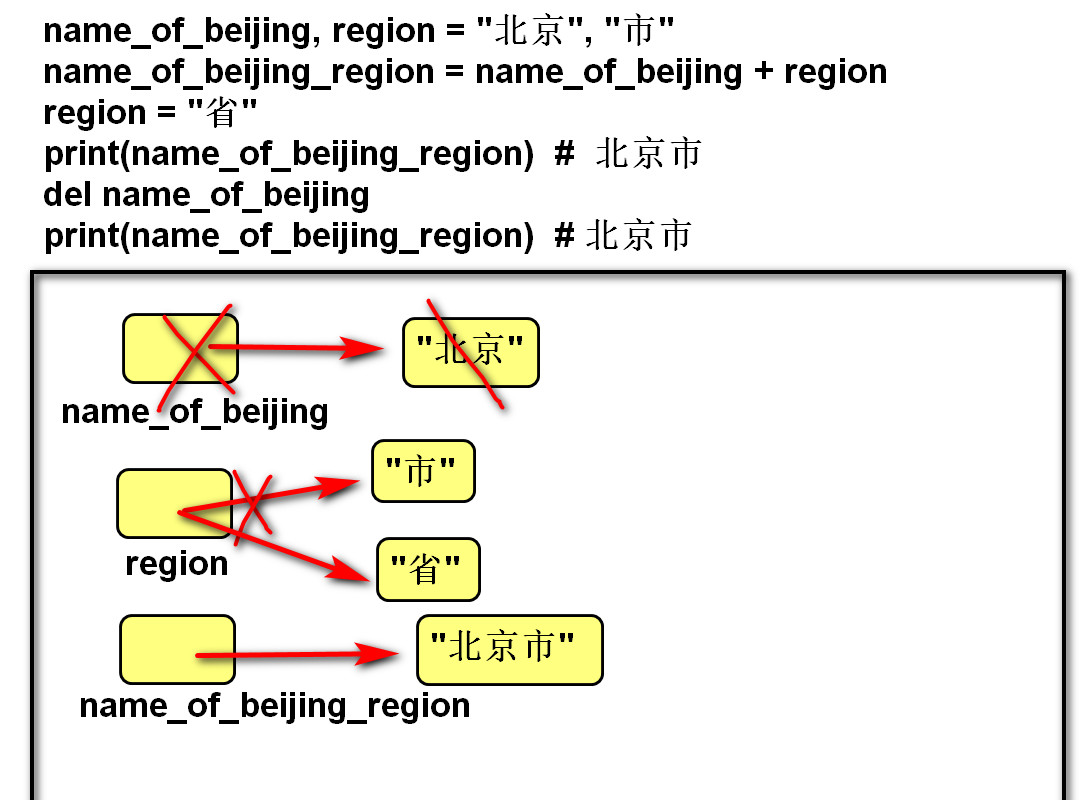 name_of_beijing, region = "北京", "市"
name_of_beijing_region = name_of_beijing + region
region = "省"
print(name_of_beijing_region)  #  北京市
del name_of_beijing
print(name_of_beijing_region)  # 北京市
"北京"
name_of_beijing
"市"
region
"省"
"北京市"
name_of_beijing_region